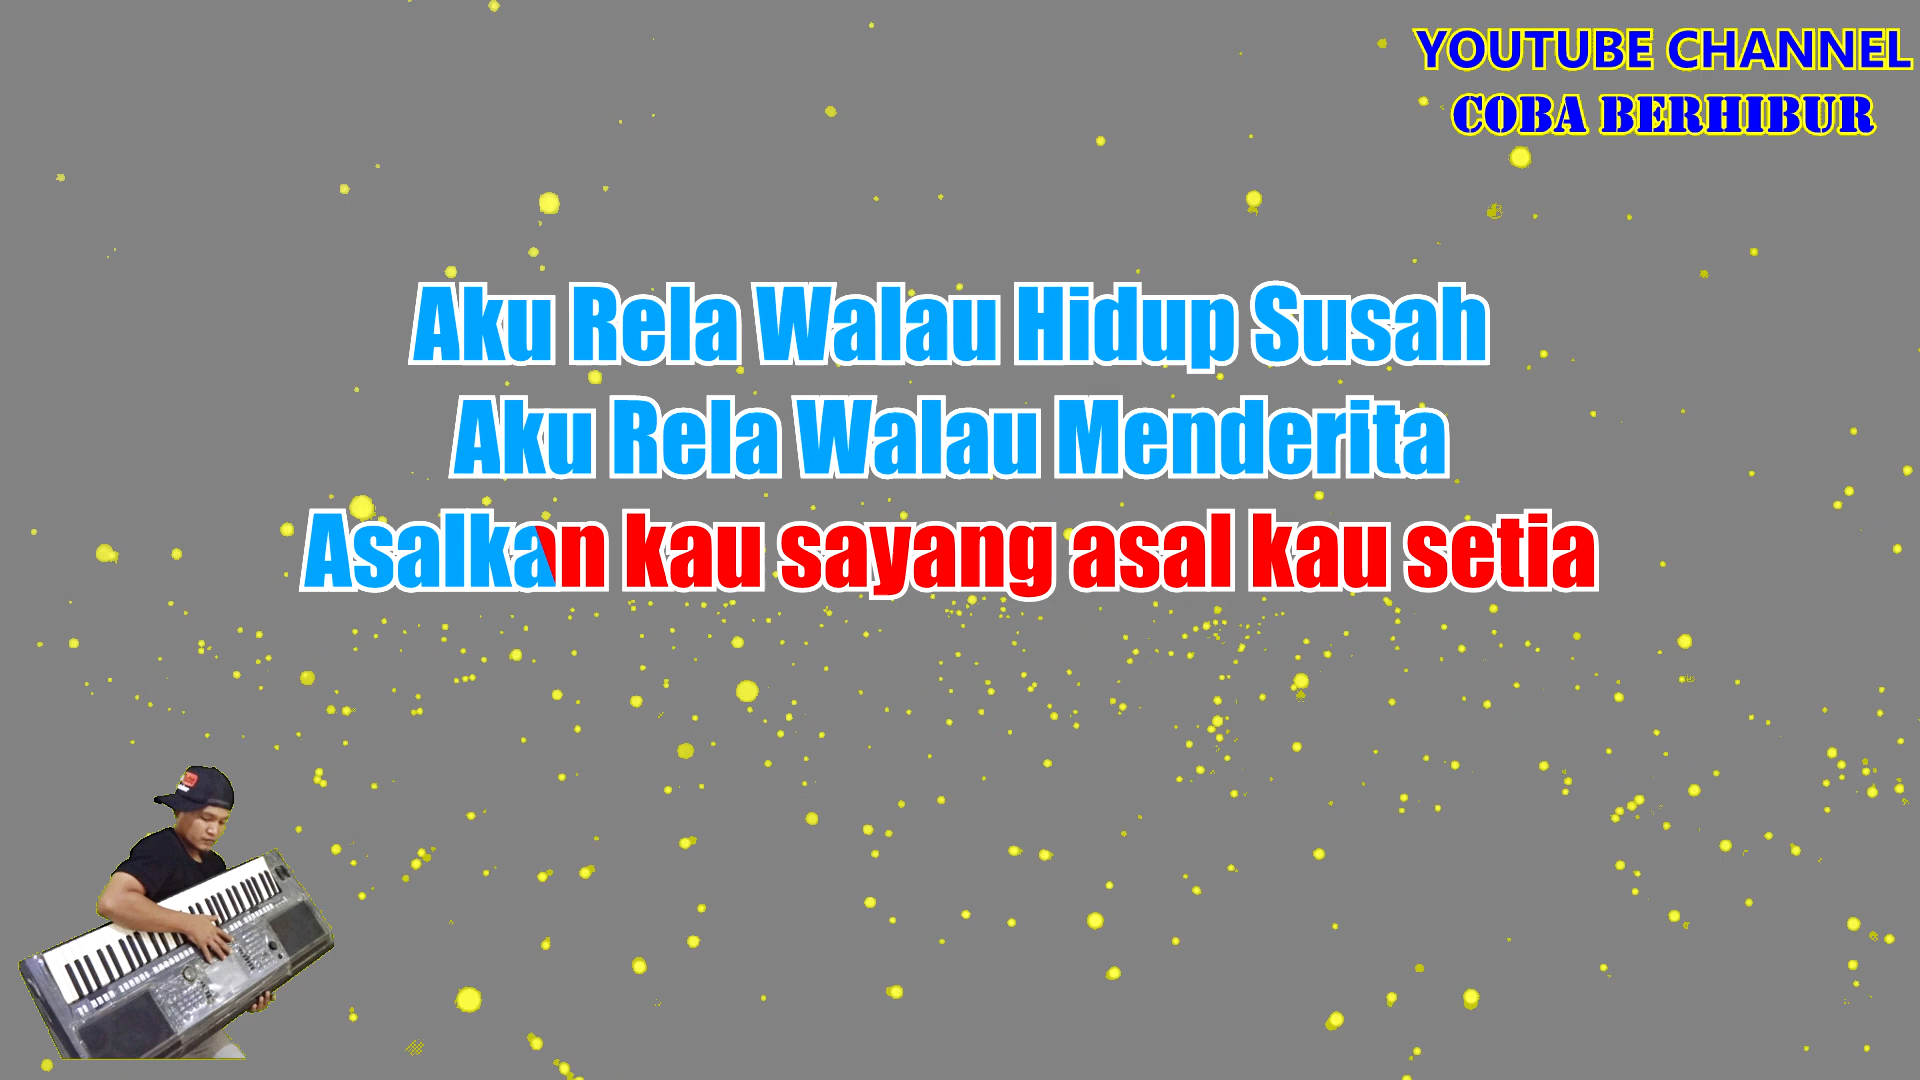 YOUTUBE CHANNEL
COBA BERHIBUR
Aku Rela Walau Hidup Susah
Aku Rela Walau Menderita
Asalkan kau sayang asal kau setia